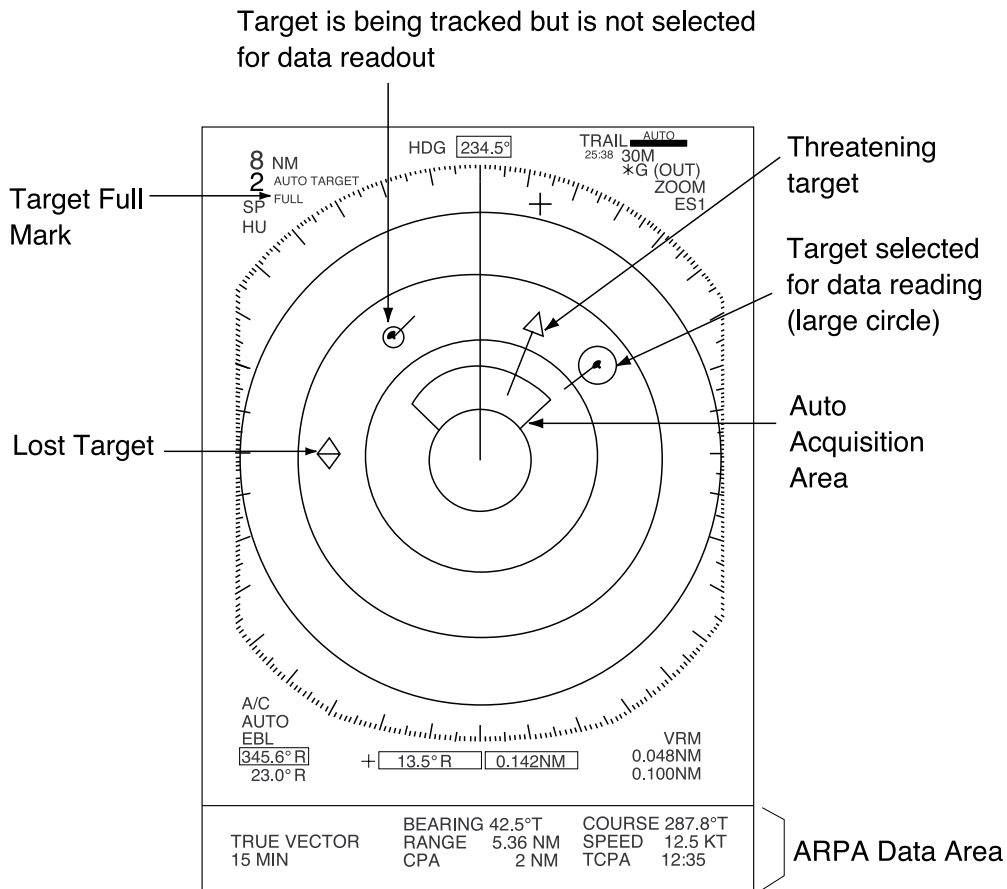 Target is being tracked but is not selected
for data readout
8 NM
2 AUTO TARGET
FULL
SP
HU
HDG 234.5°
TRAIL AUTO
25:38 30M
*G (OUT)
ZOOM
ES1
Target Full
Mark
Threatening
target
Target selected
for data reading
(large circle)
Auto
Acquisition
Area
Lost Target
A/C
AUTO
EBL
345.6° R
23.0° R
+ 13.5° R 0.142NM
VRM
0.048NM
0.100NM
TRUE VECTOR
15 MIN
BEARING 42.5°T
RANGE 5.36 NM
CPA 2 NM
COURSE 287.8°T
SPEED 12.5 KT
TCPA 12:35
ARPA Data Area